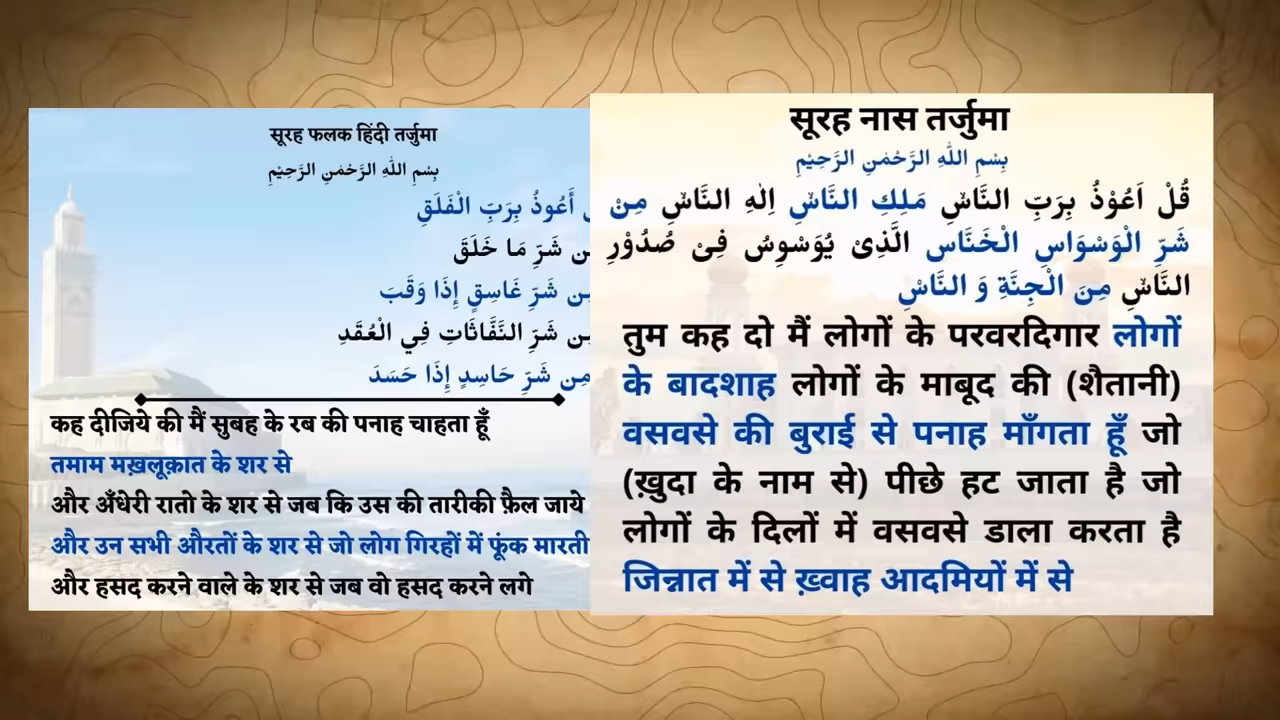 सूरह फलक हिंदी तर्जुमा
بِسْمِ اللهِ الرَّحْمٰنِ الرَّحِيْمِ
أَعُوذُ بِرَبِّ الْفَلَقِ
شَرِّ مَا خَلَقَ
شَرِّ غَاسِقٍ إِذَا وَقَبَ
شَرِّ النَّفَّاثَاتِ فِي الْعُقَدِ
مِن شَرِّ حَاسِدٍ إِذَا حَسَدَ
कह दीजिये की मैं सुबह के रब की पनाह चाहता हूँ
तमाम मख़लूक़ात के शर से
और अँधेरी रातो के शर से जब कि उस की तारीकी फ़ैल जाये
और उन सभी औरतों के शर से जो लोग गिरहों में फूंक मारती
और हसद करने वाले के शर से जब वो हसद करने लगे
सूरह नास तर्जुमा
بِسْمِ اللهِ الرَّحْمٰنِ الرَّحِيْمِ
قُلْ اَعُوْذُ بِرَبِّ النَّاسِۙ مَلِكِ النَّاسِۙ اِلٰهِ النَّاسِۙ مِنْ
شَرِّ الْوَسْوَاسِ الْخَنَّاسِ الَّذِىْ يُوَسْوِسُ فِىْ صُدُوْرِ
النَّاسِۙ مِنَ الْجِنَّةِ وَ النَّاسِ
तुम कह दो मैं लोगों के परवरदिगार लोगों
के बादशाह लोगों के माबूद की (शैतानी)
वसवसे की बुराई से पनाह माँगता हूँ जो
(ख़ुदा के नाम से) पीछे हट जाता है जो
लोगों के दिलों में वसवसे डाला करता है
जिन्नात में से ख़्वाह आदमियों में से